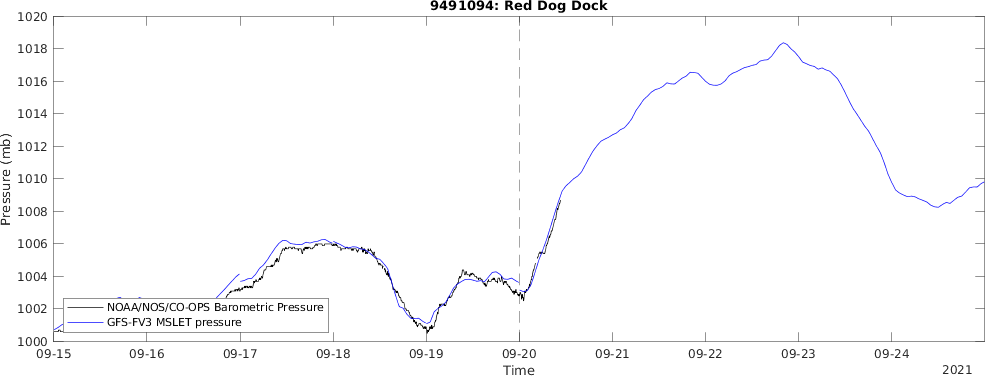 9491094: Red Dog Dock
1020
1018
1016
1014
1012
1010
1008
1006
1004
1002
1000
Pressure (mb)
NOAA/NOS/CO-OPS Barometric Pressure
GFS-FV3 MSLET pressure
09-15 09-16 09-17 09-18 09-19 09-20 09-21 09-22 09-23 09-24
Time
2021